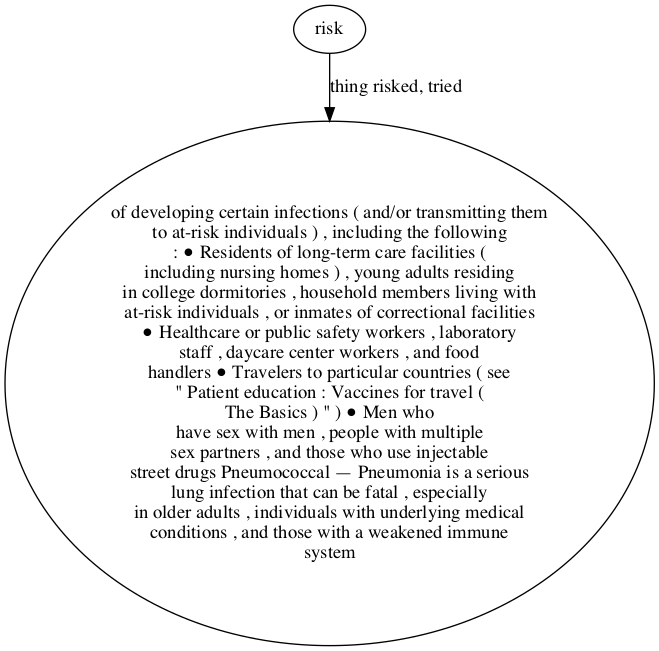 risk
thing risked, tried
of developing certain infections ( and/or transmitting them
to at-risk individuals ) , including the following
: ● Residents of long-term care facilities (
including nursing homes ) , young adults residing
in college dormitories , household members living with
at-risk individuals , or inmates of correctional facilities
● Healthcare or public safety workers , laboratory
staff , daycare center workers , and food
handlers ● Travelers to particular countries ( see
" Patient education : Vaccines for travel (
The Basics ) " ) ● Men who
have sex with men , people with multiple
sex partners , and those who use injectable
street drugs Pneumococcal — Pneumonia is a serious
lung infection that can be fatal , especially
in older adults , individuals with underlying medical
conditions , and those with a weakened immune
system